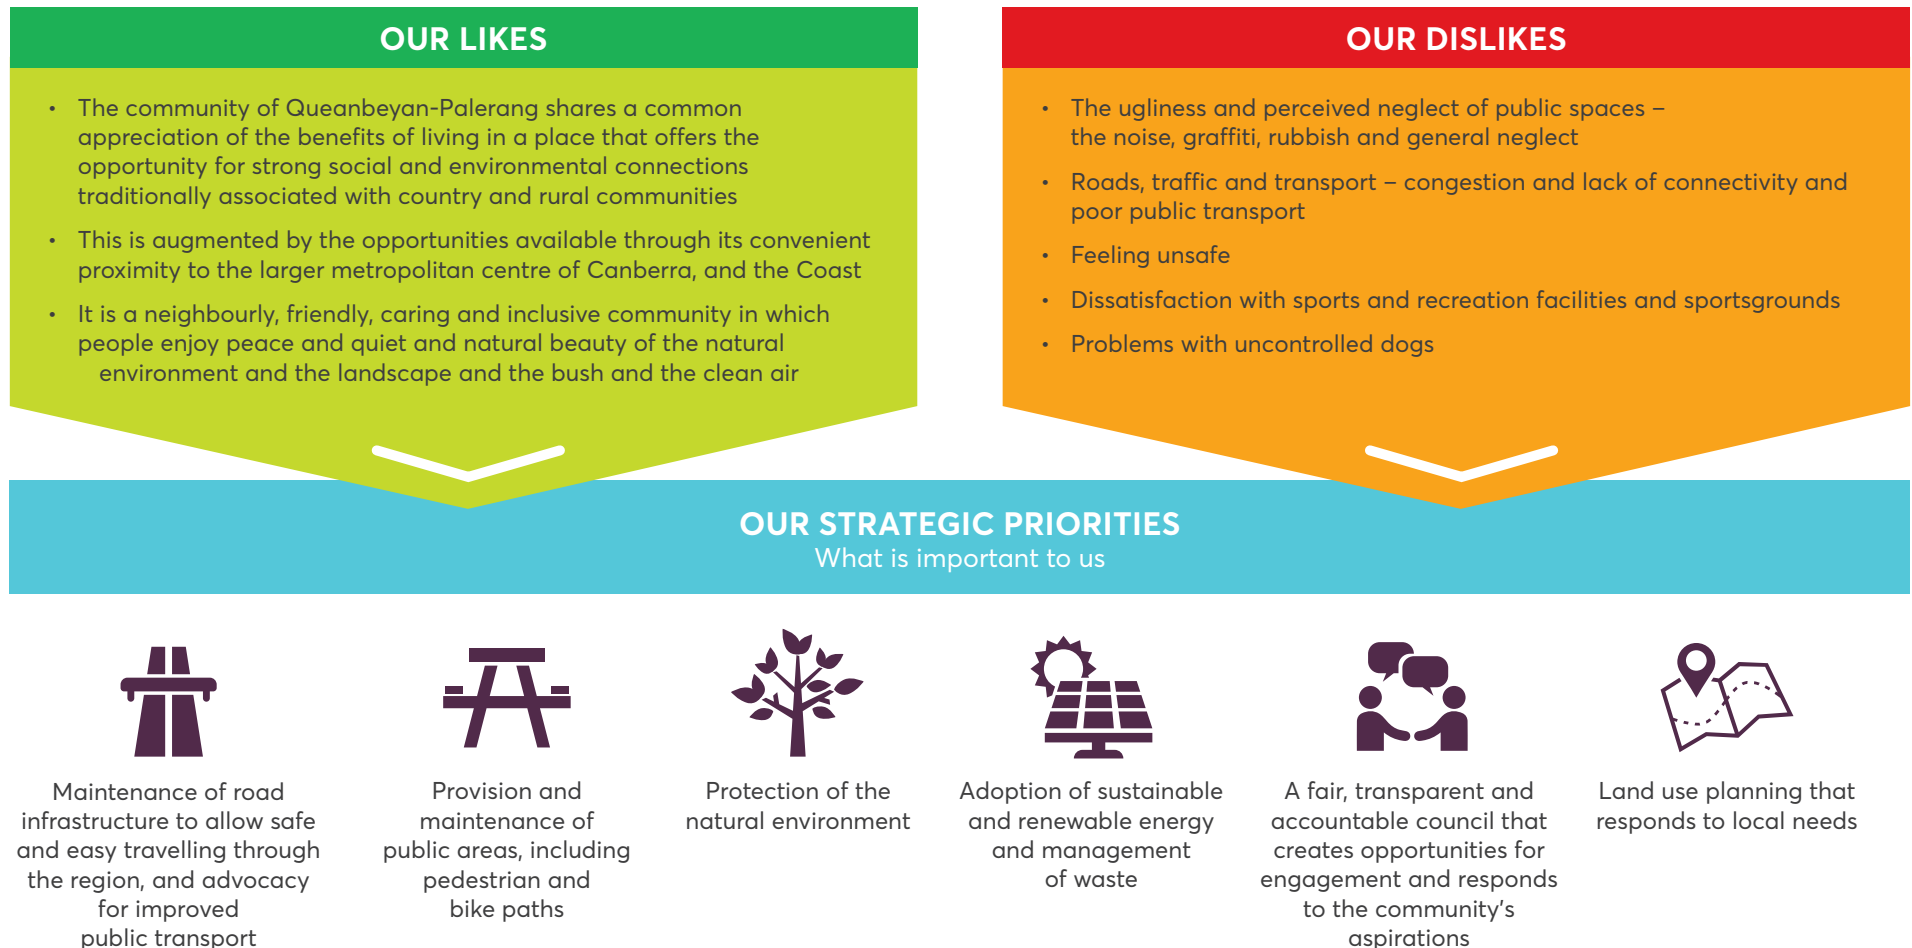 OUR LIKES
• The community of Queanbeyan-Palerang shares a common
appreciation of the benefits of living in a place that offers the
opportunity for strong social and environmental connections
traditionally associated with country and rural communities
• This is augmented by the opportunities available through its convenient
proximity to the larger metropolitan centre of Canberra, and the Coast
• It is a neighbourly, friendly, caring and inclusive community in which
people enjoy peace and quiet and natural beauty of the natural
environment and the landscape and the bush and the clean air
OUR DISLIKES
• The ugliness and perceived neglect of public spaces –
the noise, graffiti, rubbish and general neglect
• Roads, traffic and transport – congestion and lack of connectivity and
poor public transport
• Feeling unsafe
• Dissatisfaction with sports and recreation facilities and sportsgrounds
• Problems with uncontrolled dogs
OUR STRATEGIC PRIORITIES
What is important to us
Maintenance of road
infrastructure to allow safe
and easy travelling through
the region, and advocacy
for improved
public transport
Provision and
maintenance of
public areas, including
pedestrian and
bike paths
Protection of the
natural environment
Adoption of sustainable
and renewable energy
and management
of waste
A fair, transparent and
accountable council that
creates opportunities for
engagement and responds
to the community's
aspirations
Land use planning that
responds to local needs